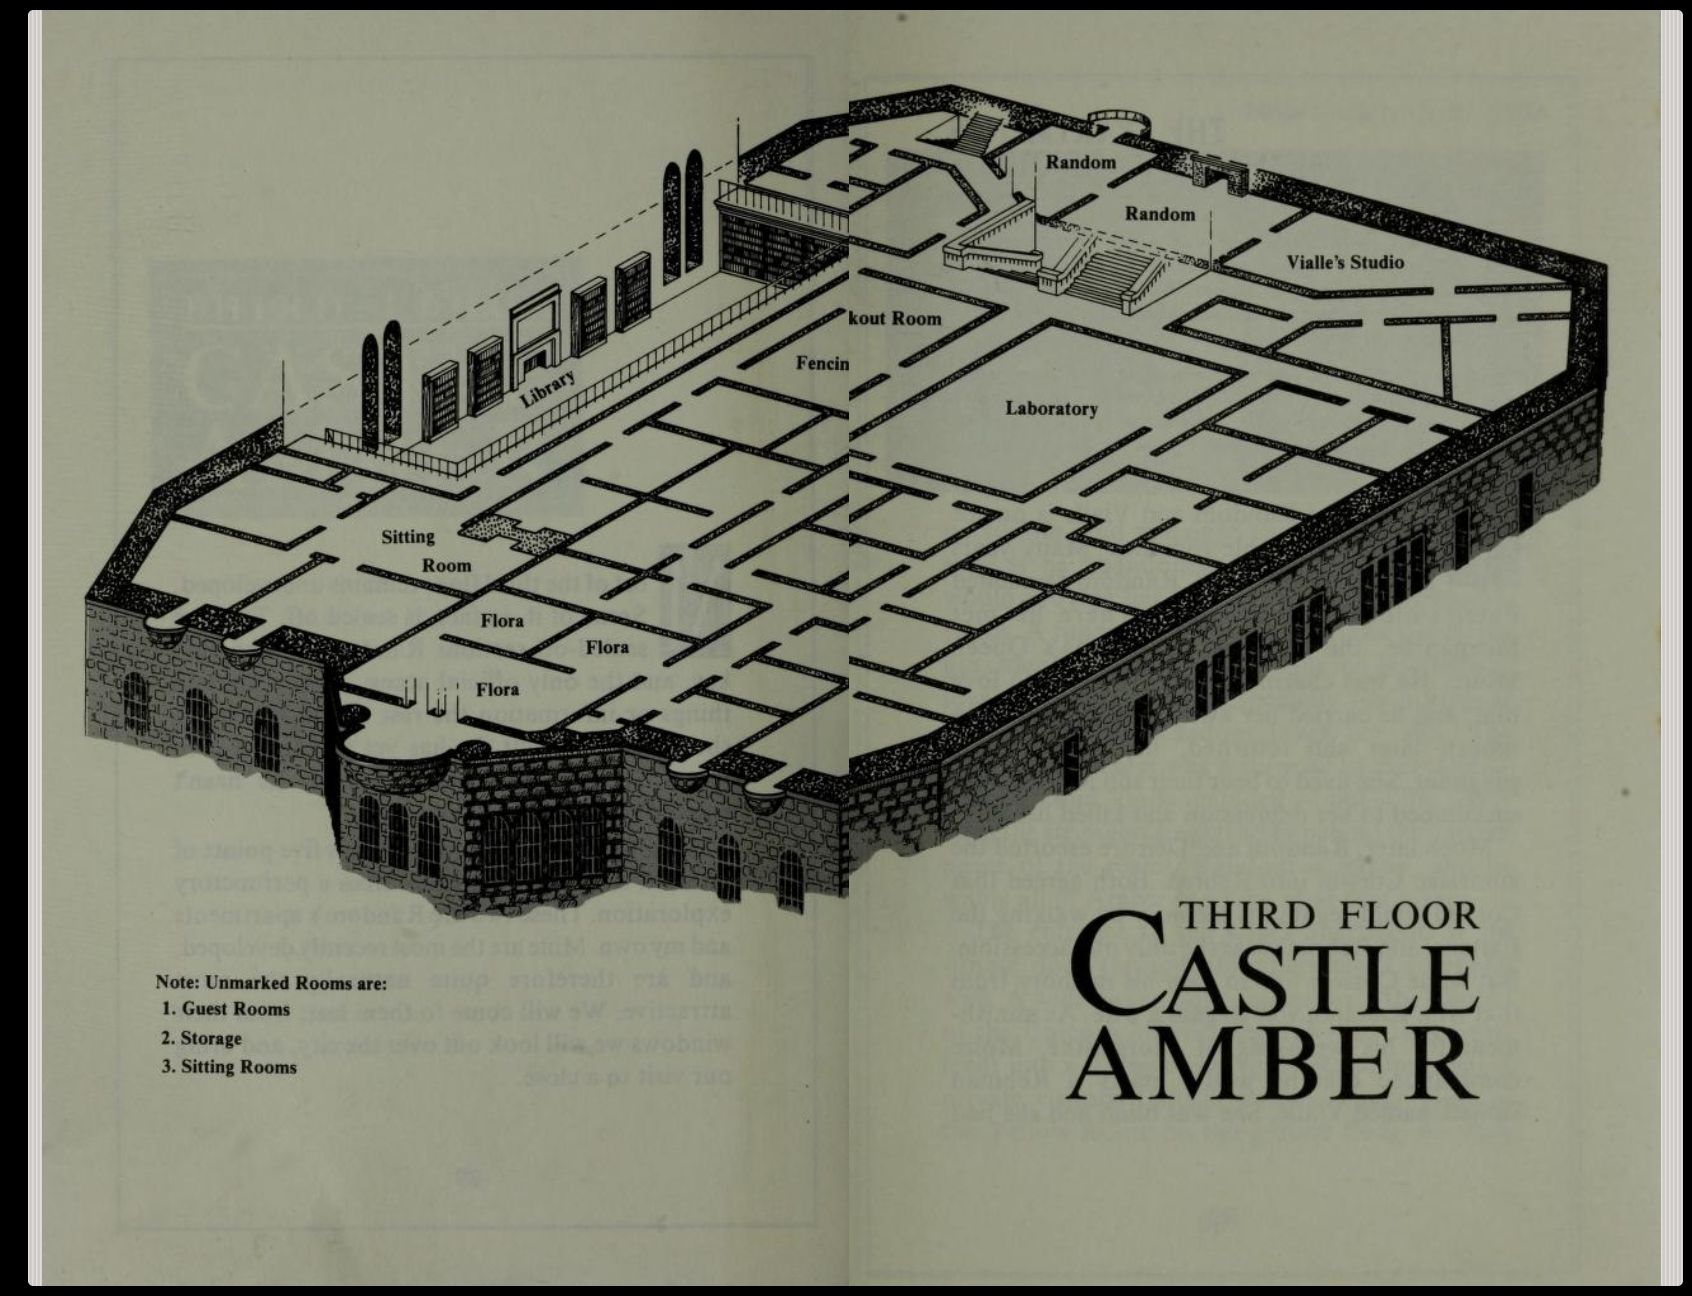 Random
Random
Vialle's Studio
kout Room
Fencin
Library
Laboratory
Sitting
Room
Flora
Flora
Flora
THIRD FLOOR
CASTLE
AMBER
Note: Unmarked Rooms are:
1. Guest Rooms
2. Storage
3. Sitting Rooms